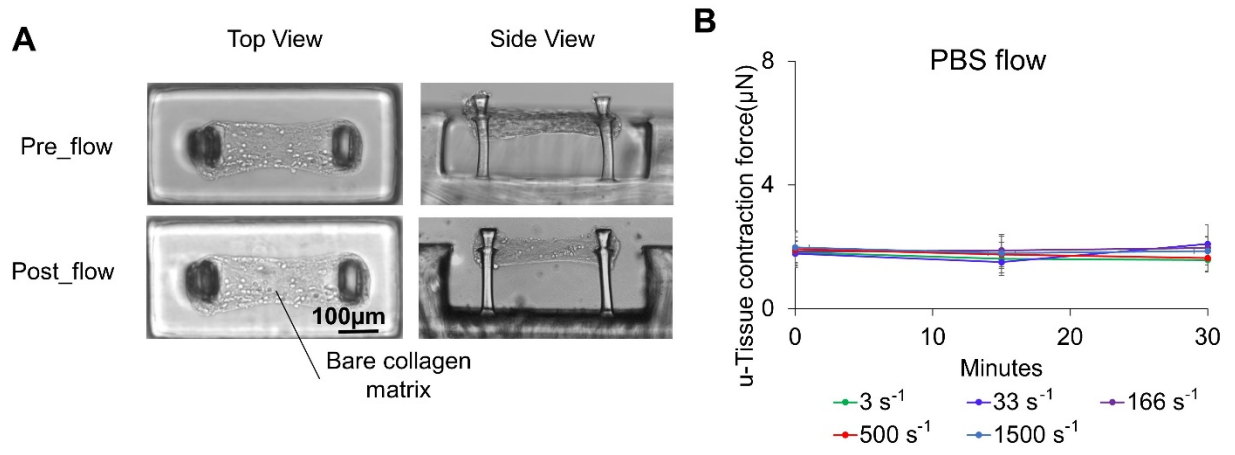 A
Top View
Side View
Pre_flow
Post_flow
100µm
Bare collagen
matrix
B
PBS flow
u-Tissue contraction force(µN)
8
4
0
0
10
20
30
Minutes
3 s⁻¹
33 s⁻¹
166 s⁻¹
500 s⁻¹
1500 s⁻¹